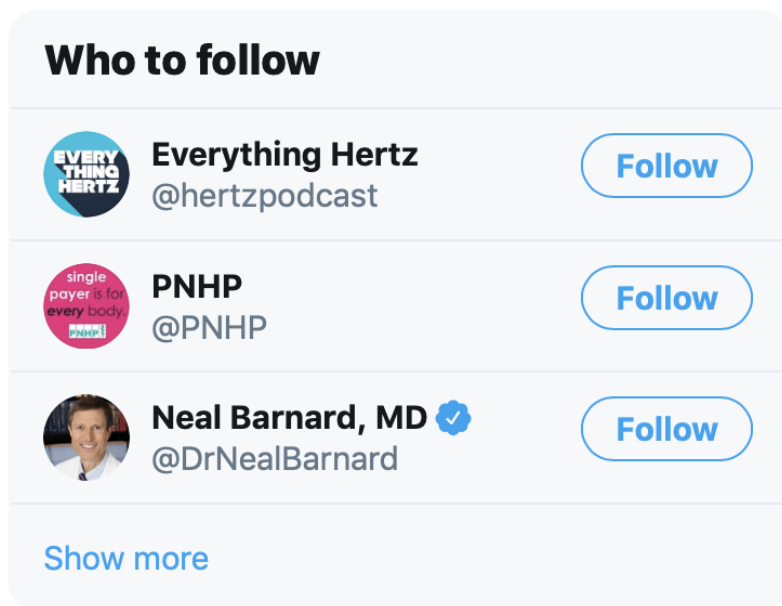 Who to follow
EVERY
THING
HERTZ
Everything Hertz
@hertzpodcast
Follow
single
payer is for
every body.
PNHP
PNHP
@PNHP
Follow
Neal Barnard, MD
@DrNealBarnard
Follow
Show more